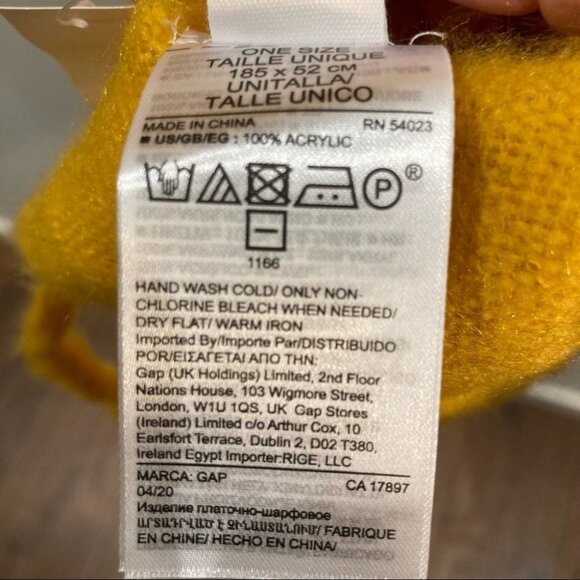 ONE SIZE
TAILLE UNIQUE
185 x 52 CM
UNITALLA/
TALLE UNICO
MADE IN CHINA RN 54023
■ US/GB/EG : 100% ACRYLIC
P ®
1166
HAND WASH COLD/ ONLY NON-
CHLORINE BLEACH WHEN NEEDED/
DRY FLAT/ WARM IRON
Imported By/Importe Par/DISTRIBUIDO
POR/ΕΙΣΑΓΕΤΑΙ ΑΠΟ ΤΗΝ:
Gap (UK Holdings) Limited, 2nd Floor
Nations House, 103 Wigmore Street,
London, W1U 1QS, UK Gap Stores
(Ireland) Limited c/o Arthur Cox, 10
Earlsfort Terrace, Dublin 2, D02 T380,
Ireland Egypt Importer:RIGE, LLC
MARCA: GAP CA 17897
04/20
Изделие платочно-шарфовое
ԱՐՏԱԴՐՎԱԾ Է ՉԻՆԱՍՏԱՆՈՒՄ/ FABRIQUE
EN CHINE/ HECHO EN CHINA/